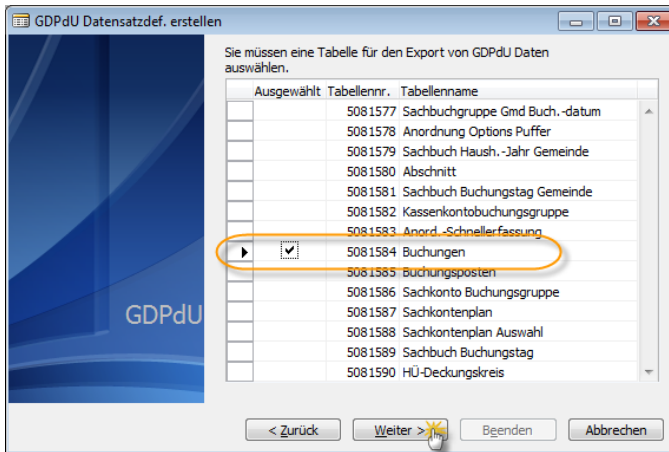 GDPdU Datensatzdef. erstellen
Sie müssen eine Tabelle für den Export von GDPdU Daten
auswählen.
Ausgewählt Tabellennr. Tabellenname
5081577 Sachbuchgruppe Gmd Buch.-datum
5081578 Anordnung Options Puffer
5081579 Sachbuch Haush.-Jahr Gemeinde
5081580 Abschnitt
5081581 Sachbuch Buchungstag Gemeinde
5081582 Kassenkontobuchungsgruppe
5081583 Anord.-Schnellerfassung
5081584 Buchungen
5081585 Buchungsposten
5081586 Sachkonto Buchungsgruppe
5081587 Sachkontenplan
5081588 Sachkontenplan Auswahl
5081589 Sachbuch Buchungstag
5081590 HÜ-Deckungskreis
GDPdU
< Zurück Weiter > Beenden Abbrechen